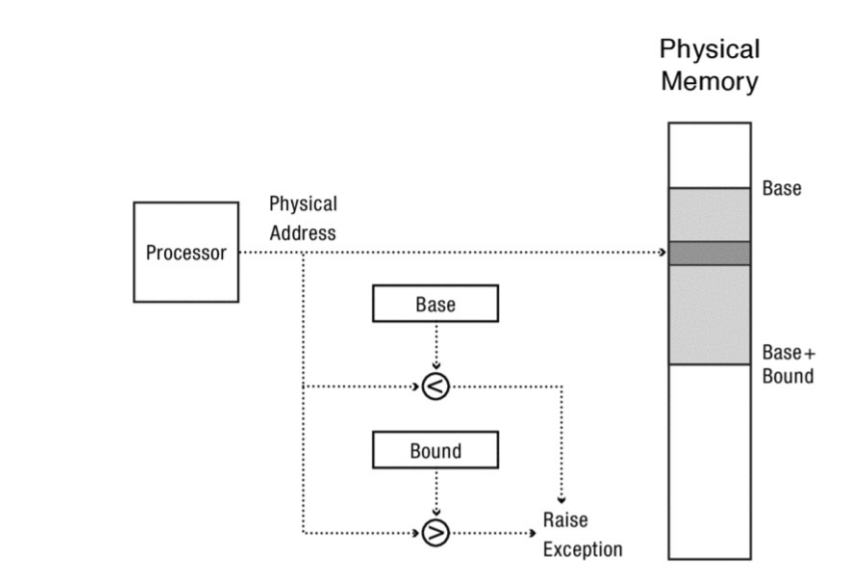 Physical
Memory
Base
Physical
Address
Processor
Base
<
Base+
Bound
Bound
>
Raise
Exception